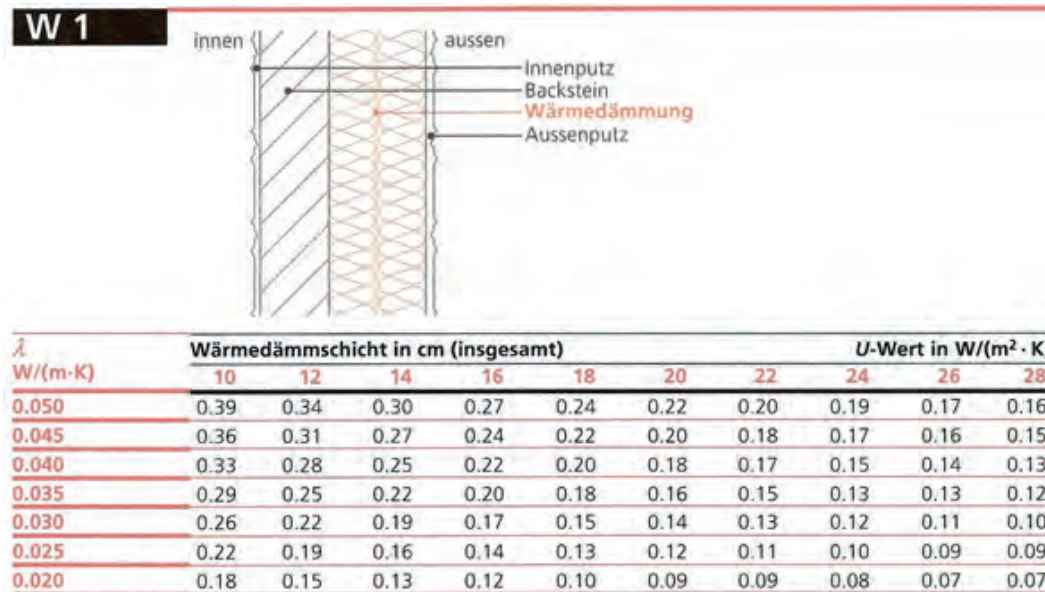 W 1
innen
aussen
Innenputz
Backstein
Wärmedämmung
Aussenputz
λ Wärmedämmschicht in cm (insgesamt) U-Wert in W/(m² · K
W/(m·K) 10 12 14 16 18 20 22 24 26 28
0.050 0.39 0.34 0.30 0.27 0.24 0.22 0.20 0.19 0.17 0.16
0.045 0.36 0.31 0.27 0.24 0.22 0.20 0.18 0.17 0.16 0.15
0.040 0.33 0.28 0.25 0.22 0.20 0.18 0.17 0.15 0.14 0.13
0.035 0.29 0.25 0.22 0.20 0.18 0.16 0.15 0.13 0.13 0.12
0.030 0.26 0.22 0.19 0.17 0.15 0.14 0.13 0.12 0.11 0.10
0.025 0.22 0.19 0.16 0.14 0.13 0.12 0.11 0.10 0.09 0.09
0.020 0.18 0.15 0.13 0.12 0.10 0.09 0.09 0.08 0.07 0.07